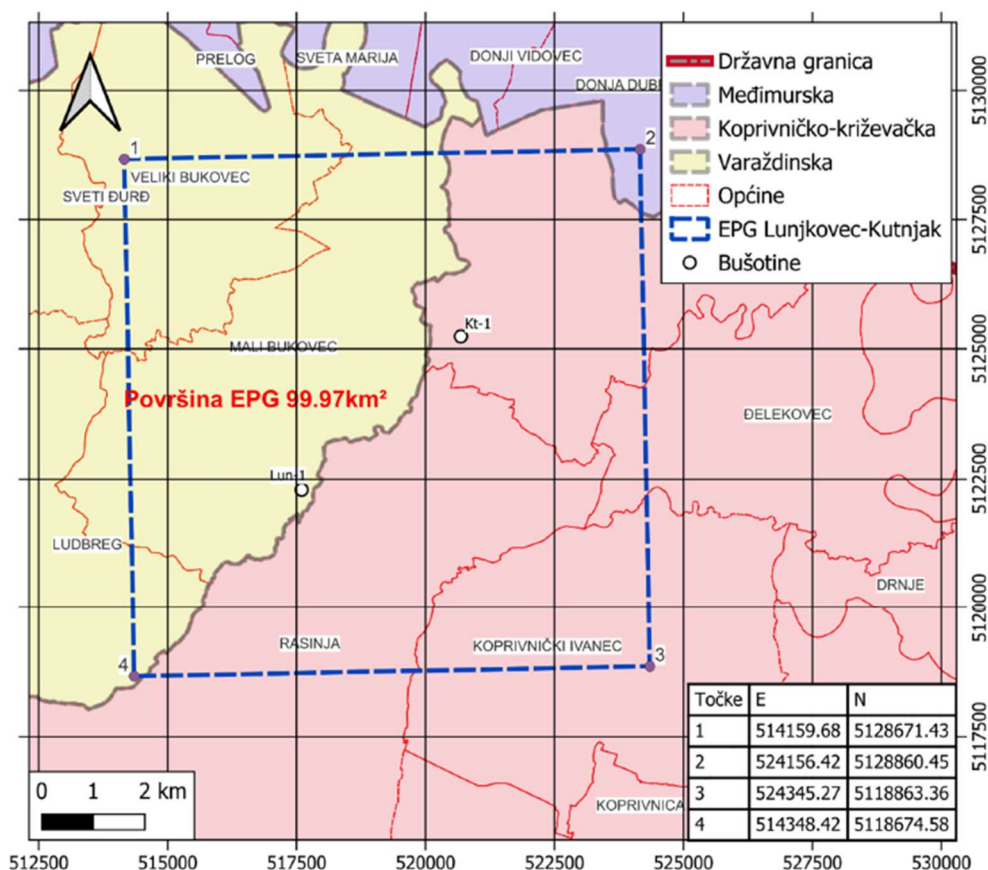 PRELOG
SVETA MARIJA
DONJI VIDOVEC
DONJA DUBR
Državna granica
Međimurska
Koprivničko-križevačka
Varaždinska
Općine
EPG Lunjkovec-Kutnjak
Bušotine
1
2
VELIKI BUKOVEC
SVETI ĐURĐ
Kt-1
MALI BUKOVEC
Površina EPG 99.97km²
ĐELEKOVEC
Lun-1
LUDBREG
DRNJE
RASINJA
KOPRIVNIČKI IVANEC
4
3
KOPRIVNICA
Točke E N
1 514159.68 5128671.43
2 524156.42 5128860.45
3 524345.27 5118863.36
4 514348.42 5118674.58
0 1 2 km
512500 515000 517500 520000 522500 525000 527500 530000
5130000
5127500
5125000
5122500
5120000
5117500